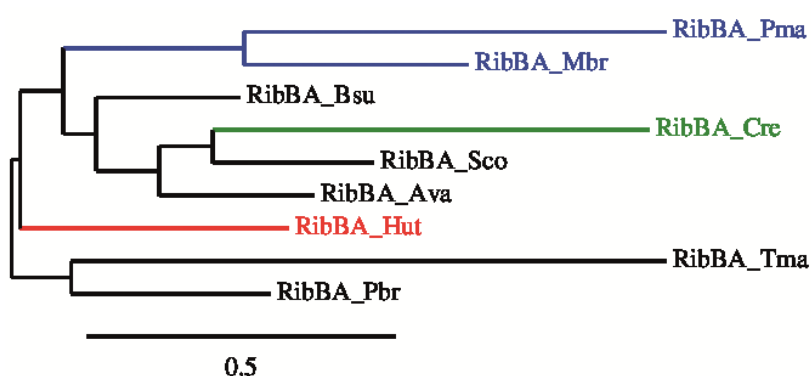 RibBA_Pma
RibBA_Mbr
RibBA_Bsu
RibBA_Cre
RibBA_Sco
RibBA_Ava
RibBA_Hut
RibBA_Tma
RibBA_Pbr
0.5